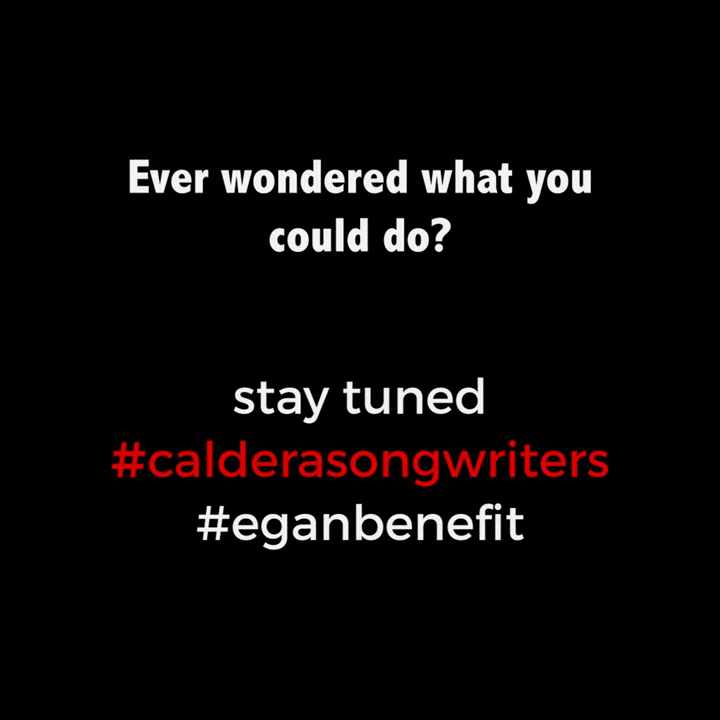 Ever wondered what you
could do?
stay tuned
#calderasongwriters
#eganbenefit